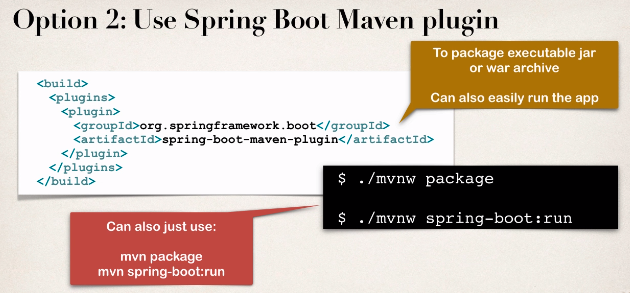 Option 2: Use Spring Boot Maven plugin
To package executable jar
or war archive
Can also easily run the app
<build>
<plugins>
<plugin>
<groupId>org.springframework.boot</groupId>
<artifactId>spring-boot-maven-plugin</artifactId>
</plugin>
</plugins>
</build>
$ ./mvnw package
$ ./mvnw spring-boot:run
Can also just use:
mvn package
mvn spring-boot:run